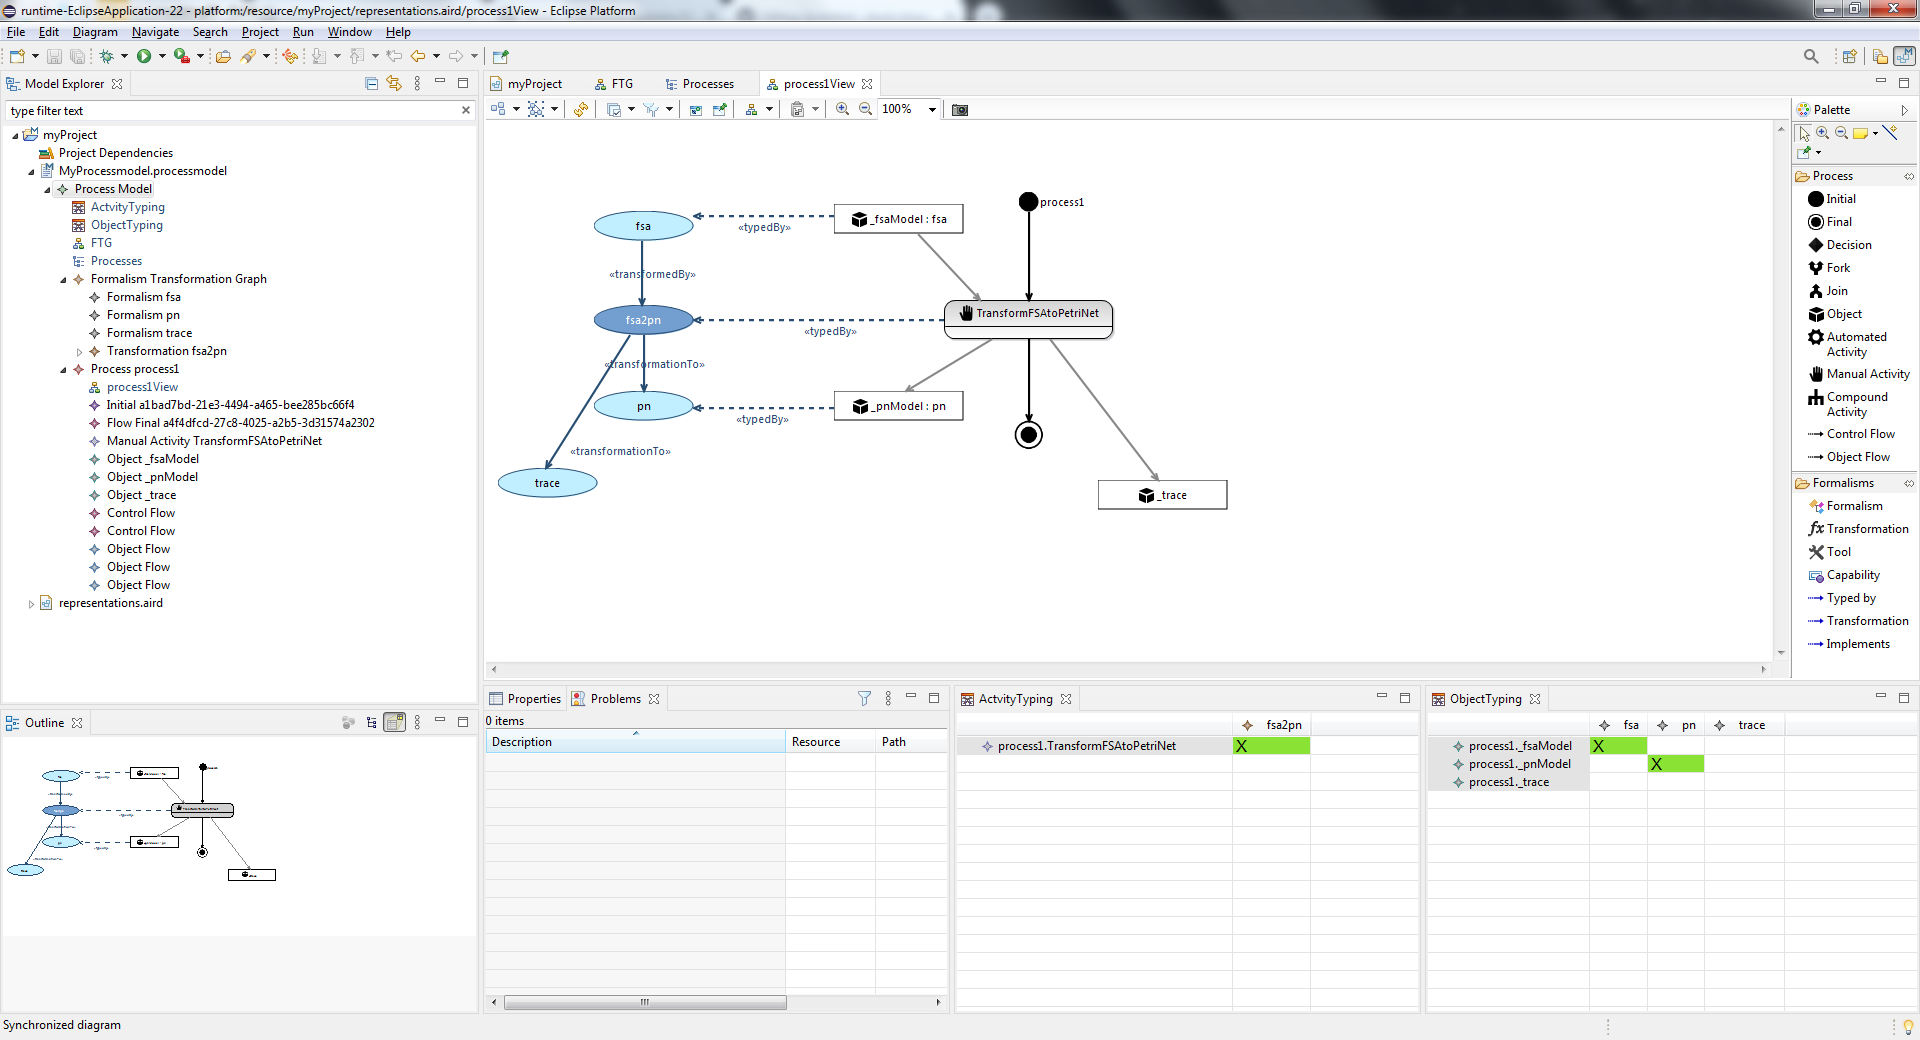 runtime-EclipseApplication-22 - platform:/resource/myProject/representations.aird/process1View - Eclipse Platform
File Edit Diagram Navigate Search Project Run Window Help
Model Explorer
type filter text
myProject
Project Dependencies
MyProcessmodel.processmodel
Process Model
ActvityTyping
ObjectTyping
FTG
Processes
Formalism Transformation Graph
Formalism fsa
Formalism pn
Formalism trace
Transformation fsa2pn
Process process1
process1View
Initial a1bad7bd-21e3-4494-a465-bee285bc66f4
Flow Final a4f4dfcd-27c8-4025-a2b5-3d31574a2302
Manual Activity TransformFSAtoPetriNet
Object _fsaModel
Object _pnModel
Object _trace
Control Flow
Control Flow
Object Flow
Object Flow
Object Flow
representations.aird
Outline
myProject FTG Processes process1View
100%
process1
_fsaModel : fsa
fsa
«typedBy»
«transformedBy»
TransformFSAtoPetriNet
fsa2pn
«typedBy»
«transformationTo»
_pnModel : pn
pn
«typedBy»
«transformationTo»
trace
_trace
Palette
Process
Initial
Final
Decision
Fork
Join
Object
Automated
Activity
Manual Activity
Compound
Activity
Control Flow
Object Flow
Formalisms
Formalism
Transformation
Tool
Capability
Typed by
Transformation
Implements
Properties Problems
0 items
Description Resource Path
ActvityTyping
fsa2pn
process1.TransformFSAtoPetriNet X
ObjectTyping
fsa pn trace
process1._fsaModel X
process1._pnModel X
process1._trace
Synchronized diagram